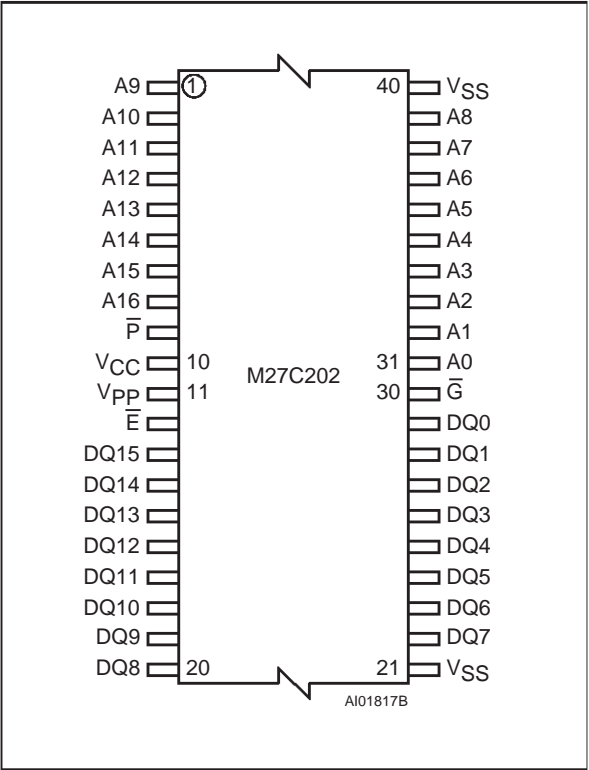 A9 1 40 VSS
A10 A8
A11 A7
A12 A6
A13 A5
A14 A4
A15 A3
A16 A2
P̅ A1
VCC 10 31 A0
M27C202
VPP 11 30 G̅
E̅ DQ0
DQ15 DQ1
DQ14 DQ2
DQ13 DQ3
DQ12 DQ4
DQ11 DQ5
DQ10 DQ6
DQ9 DQ7
DQ8 20 21 VSS
AI01817B